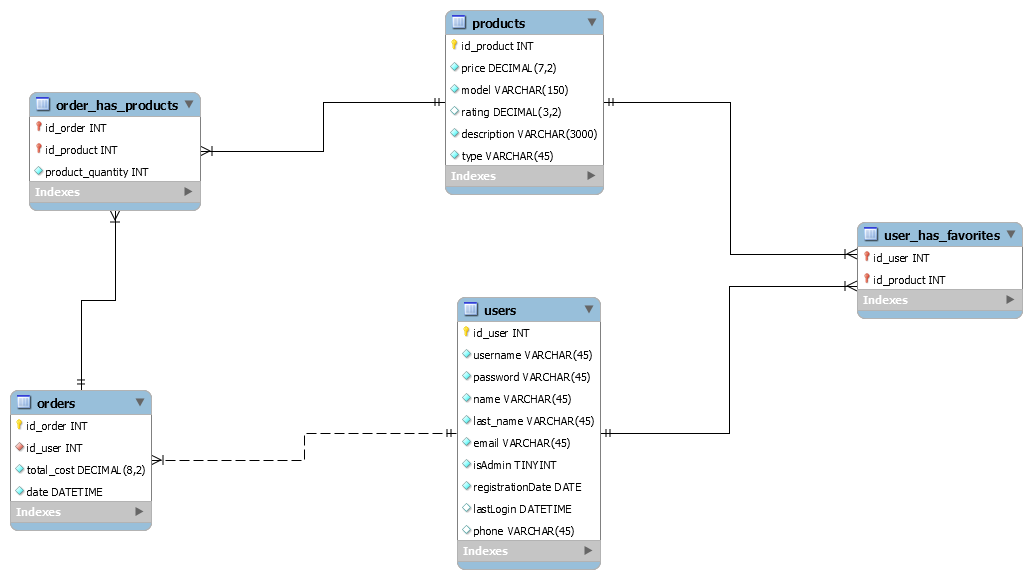 products
id_product INT
price DECIMAL(7,2)
model VARCHAR(150)
rating DECIMAL(3,2)
description VARCHAR(3000)
type VARCHAR(45)
Indexes
order_has_products
id_order INT
id_product INT
product_quantity INT
Indexes
user_has_favorites
id_user INT
id_product INT
Indexes
users
id_user INT
username VARCHAR(45)
password VARCHAR(45)
name VARCHAR(45)
last_name VARCHAR(45)
email VARCHAR(45)
isAdmin TINYINT
registrationDate DATE
lastLogin DATETIME
phone VARCHAR(45)
Indexes
orders
id_order INT
id_user INT
total_cost DECIMAL(8,2)
date DATETIME
Indexes